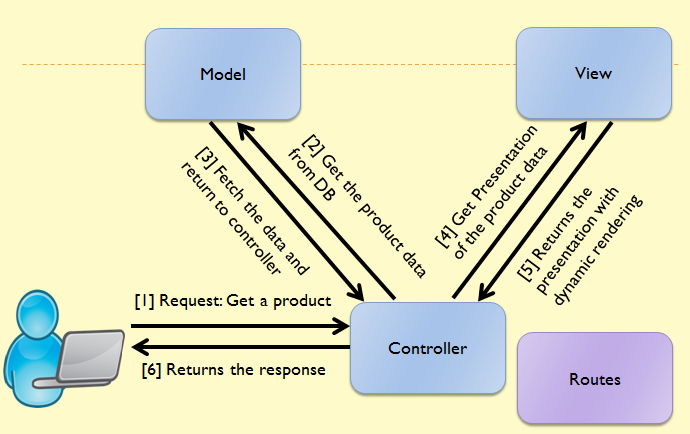 Model
View
[2] Get the product data
from DB
[3] Fetch the data and
return to controller
[4] Get Presentation
of the product data
[5] Returns the
presentation with
dynamic rendering
[1] Request: Get a product
Controller
[6] Returns the response
Routes